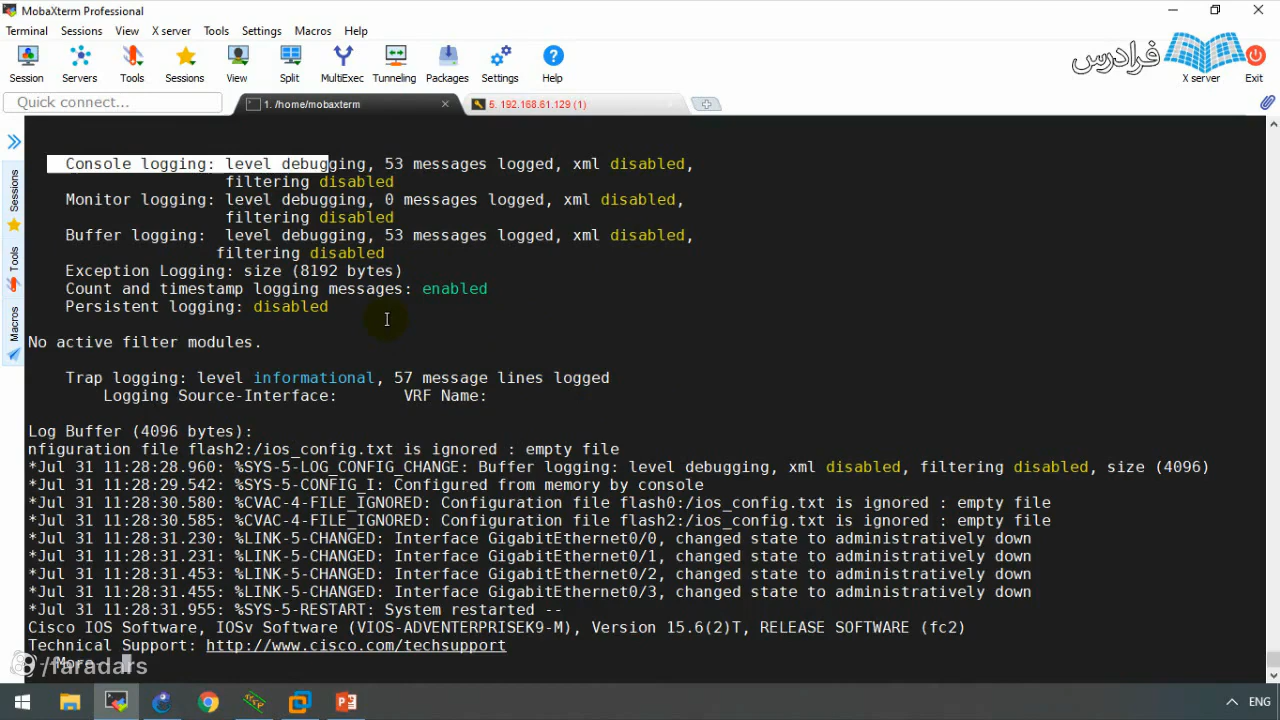 MobaXterm Professional
Terminal Sessions View X server Tools Settings Macros Help
Session Servers Tools Sessions View Split MultiExec Tunneling Packages Settings Help X server Exit
فرادرس
Quick connect...
1. /home/mobaxterm
5. 192.168.61.129 (1)
Sessions
Tools
Macros
Console logging: level debugging, 53 messages logged, xml disabled,
filtering disabled
Monitor logging: level debugging, 0 messages logged, xml disabled,
filtering disabled
Buffer logging: level debugging, 53 messages logged, xml disabled,
filtering disabled
Exception Logging: size (8192 bytes)
Count and timestamp logging messages: enabled
Persistent logging: disabled
No active filter modules.
Trap logging: level informational, 57 message lines logged
Logging Source-Interface: VRF Name:
Log Buffer (4096 bytes):
nfiguration file flash2:/ios_config.txt is ignored : empty file
*Jul 31 11:28:28.960: %SYS-5-LOG_CONFIG_CHANGE: Buffer logging: level debugging, xml disabled, filtering disabled, size (4096)
*Jul 31 11:28:29.542: %SYS-5-CONFIG_I: Configured from memory by console
*Jul 31 11:28:30.580: %CVAC-4-FILE_IGNORED: Configuration file flash0:/ios_config.txt is ignored : empty file
*Jul 31 11:28:30.585: %CVAC-4-FILE_IGNORED: Configuration file flash2:/ios_config.txt is ignored : empty file
*Jul 31 11:28:31.230: %LINK-5-CHANGED: Interface GigabitEthernet0/0, changed state to administratively down
*Jul 31 11:28:31.231: %LINK-5-CHANGED: Interface GigabitEthernet0/1, changed state to administratively down
*Jul 31 11:28:31.453: %LINK-5-CHANGED: Interface GigabitEthernet0/2, changed state to administratively down
*Jul 31 11:28:31.455: %LINK-5-CHANGED: Interface GigabitEthernet0/3, changed state to administratively down
*Jul 31 11:28:31.955: %SYS-5-RESTART: System restarted --
Cisco IOS Software, IOSv Software (VIOS-ADVENTERPRISEK9-M), Version 15.6(2)T, RELEASE SOFTWARE (fc2)
Technical Support: http://www.cisco.com/techsupport
/faradars
ENG